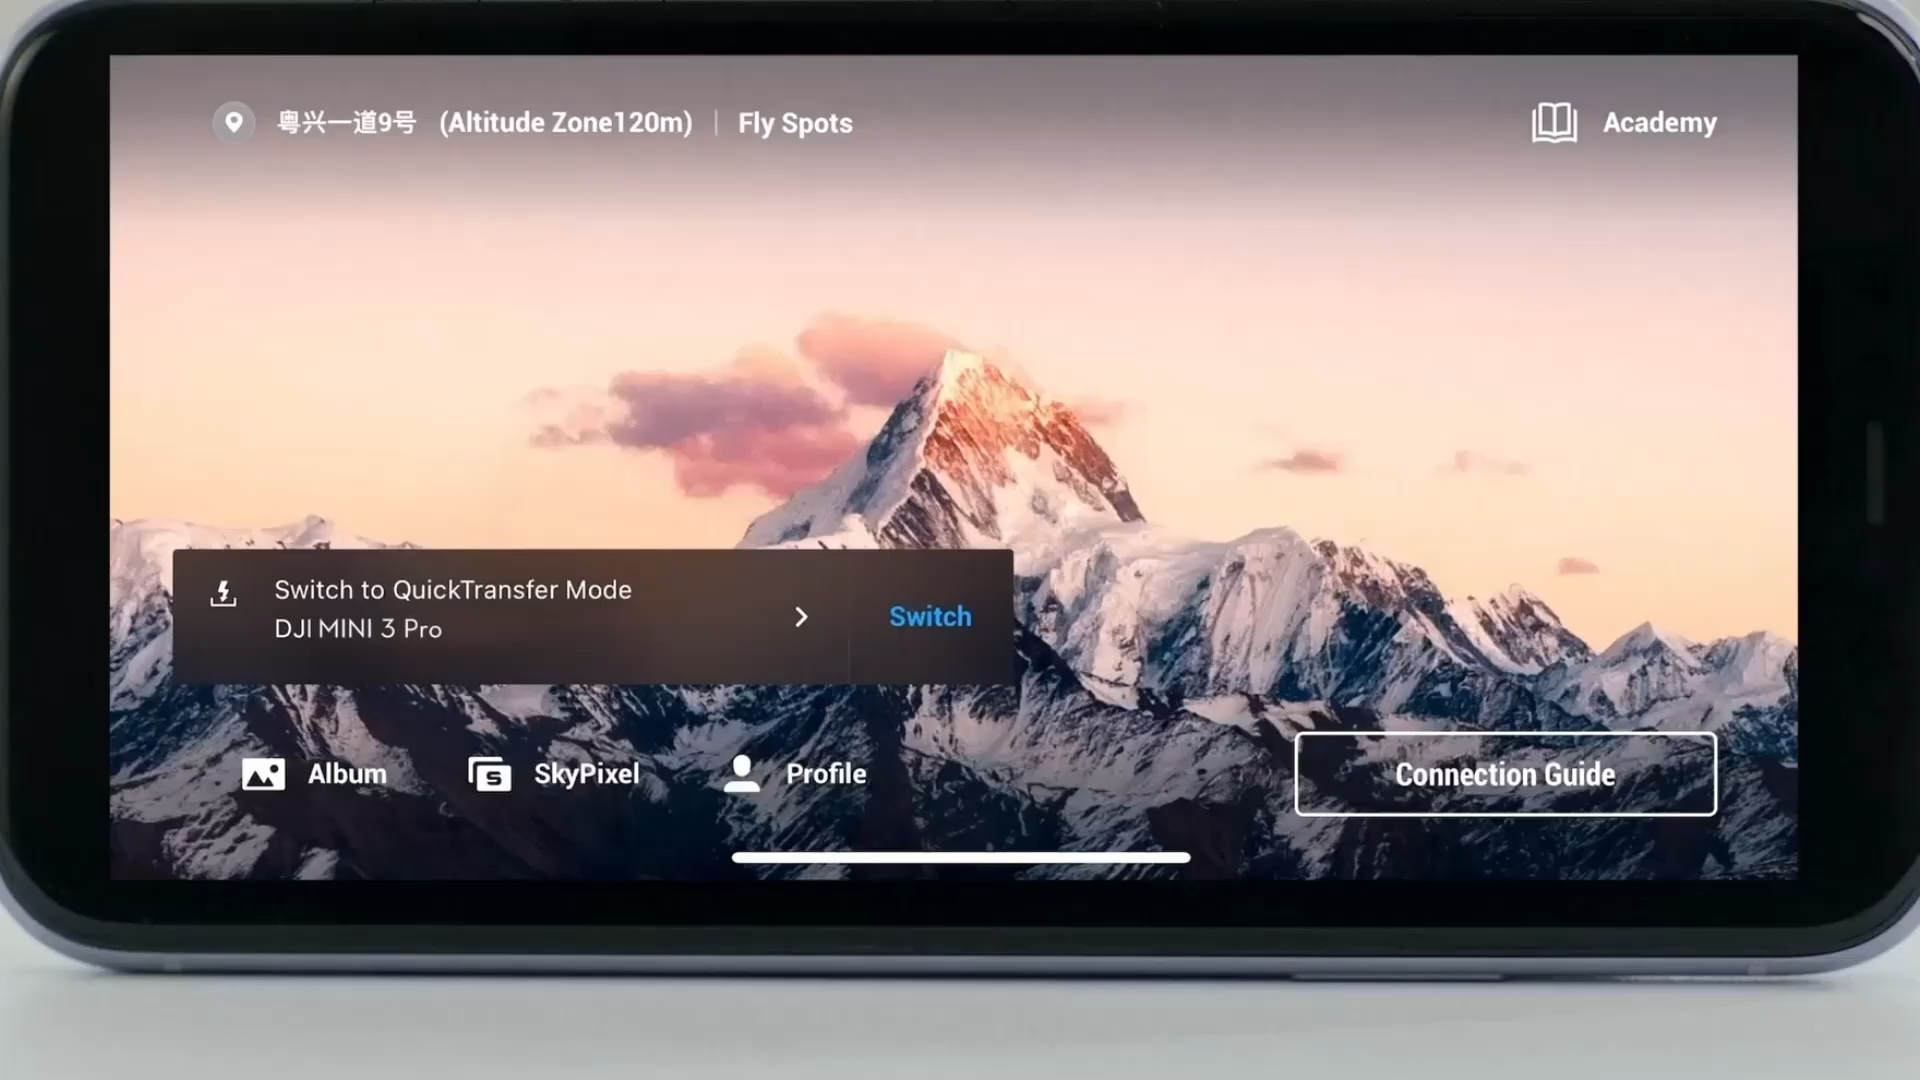 粤兴一道9号 (Altitude Zone120m) | Fly Spots
Academy
Switch to QuickTransfer Mode
DJI MINI 3 Pro
Switch
Album
SkyPixel
Profile
Connection Guide